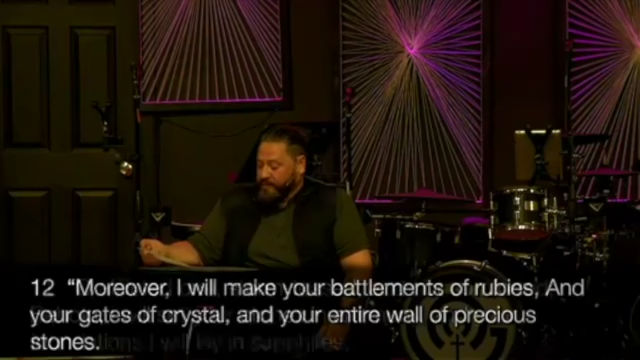 12 “Moreover, I will make your battlements of rubies, And
your gates of crystal, and your entire wall of precious
stones.